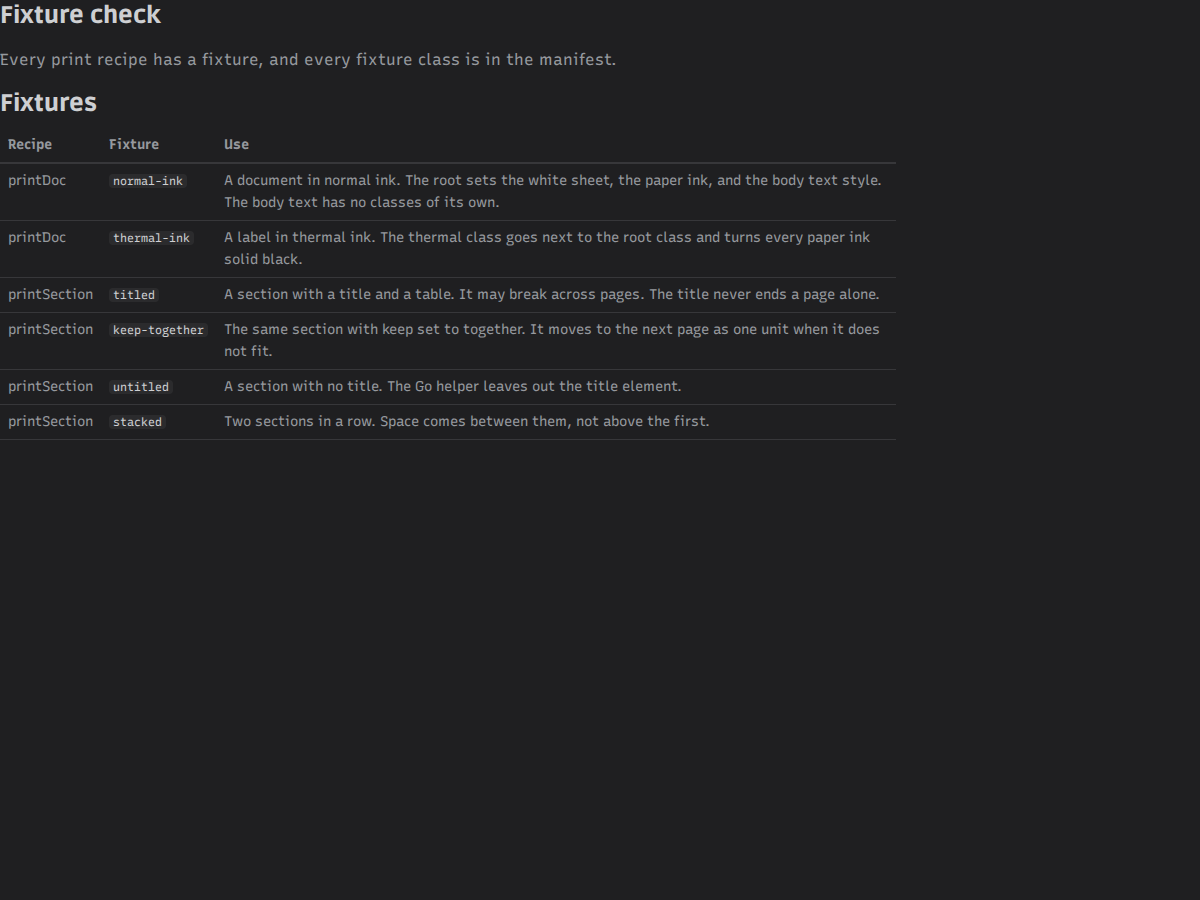 Fixture check
Every print recipe has a fixture, and every fixture class is in the manifest.
Fixtures
Recipe Fixture Use
printDoc normal-ink A document in normal ink. The root sets the white sheet, the paper ink, and the body text style.
The body text has no classes of its own.
printDoc thermal-ink A label in thermal ink. The thermal class goes next to the root class and turns every paper ink
solid black.
printSection titled A section with a title and a table. It may break across pages. The title never ends a page alone.
printSection keep-together The same section with keep set to together. It moves to the next page as one unit when it does
not fit.
printSection untitled A section with no title. The Go helper leaves out the title element.
printSection stacked Two sections in a row. Space comes between them, not above the first.